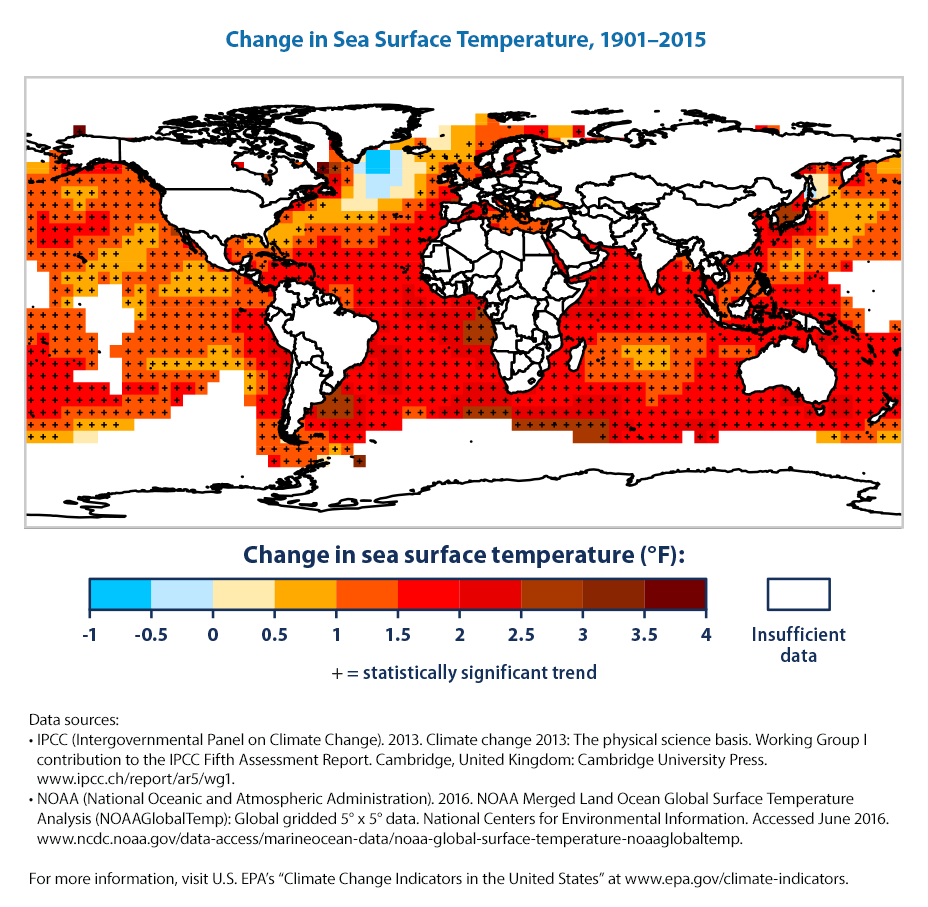 Change in Sea Surface Temperature, 1901–2015
Change in sea surface temperature (°F):
-1 -0.5 0 0.5 1 1.5 2 2.5 3 3.5 4
Insufficient
data
+ = statistically significant trend
Data sources:
• IPCC (Intergovernmental Panel on Climate Change). 2013. Climate change 2013: The physical science basis. Working Group I
contribution to the IPCC Fifth Assessment Report. Cambridge, United Kingdom: Cambridge University Press.
www.ipcc.ch/report/ar5/wg1.
• NOAA (National Oceanic and Atmospheric Administration). 2016. NOAA Merged Land Ocean Global Surface Temperature
Analysis (NOAAGlobalTemp): Global gridded 5° x 5° data. National Centers for Environmental Information. Accessed June 2016.
www.ncdc.noaa.gov/data-access/marineocean-data/noaa-global-surface-temperature-noaaglobaltemp.
For more information, visit U.S. EPA’s “Climate Change Indicators in the United States” at www.epa.gov/climate-indicators.